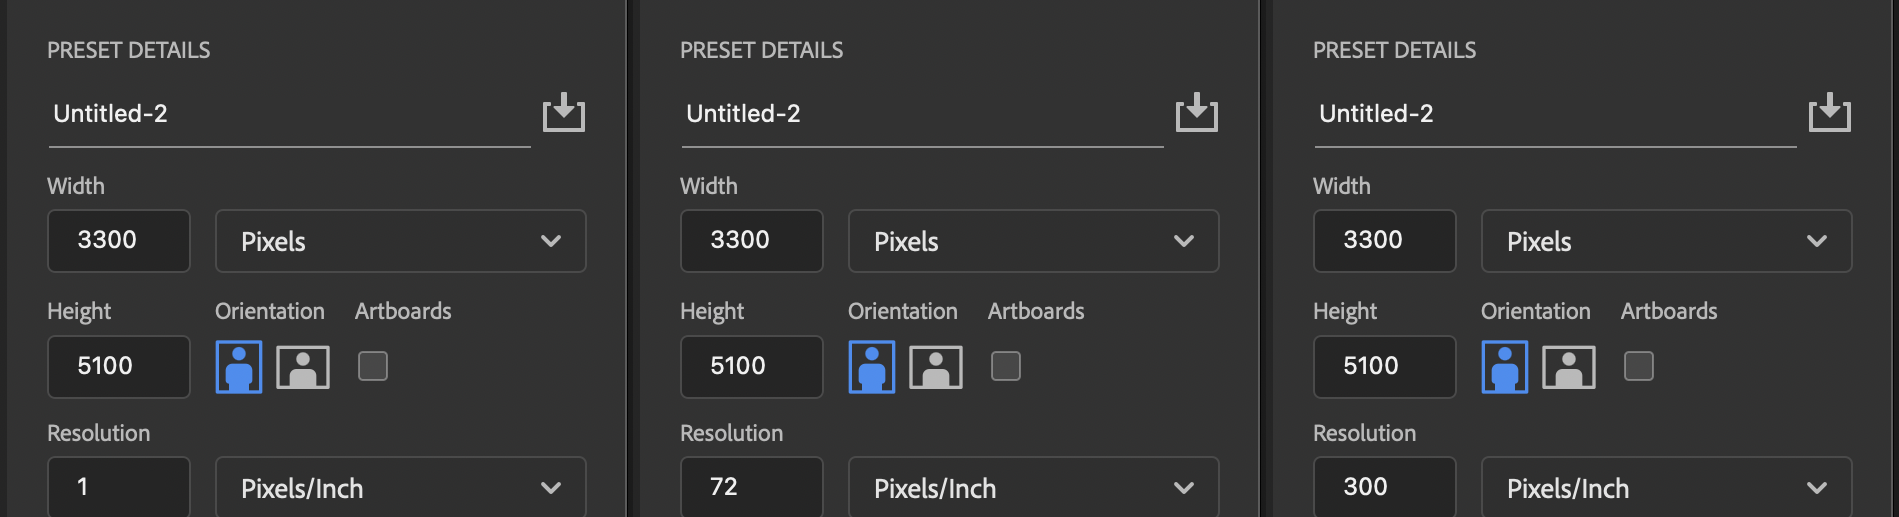 PRESET DETAILS
Untitled-2
Width
3300 Pixels
Height Orientation Artboards
5100
Resolution
1 Pixels/Inch
PRESET DETAILS
Untitled-2
Width
3300 Pixels
Height Orientation Artboards
5100
Resolution
72 Pixels/Inch
PRESET DETAILS
Untitled-2
Width
3300 Pixels
Height Orientation Artboards
5100
Resolution
300 Pixels/Inch